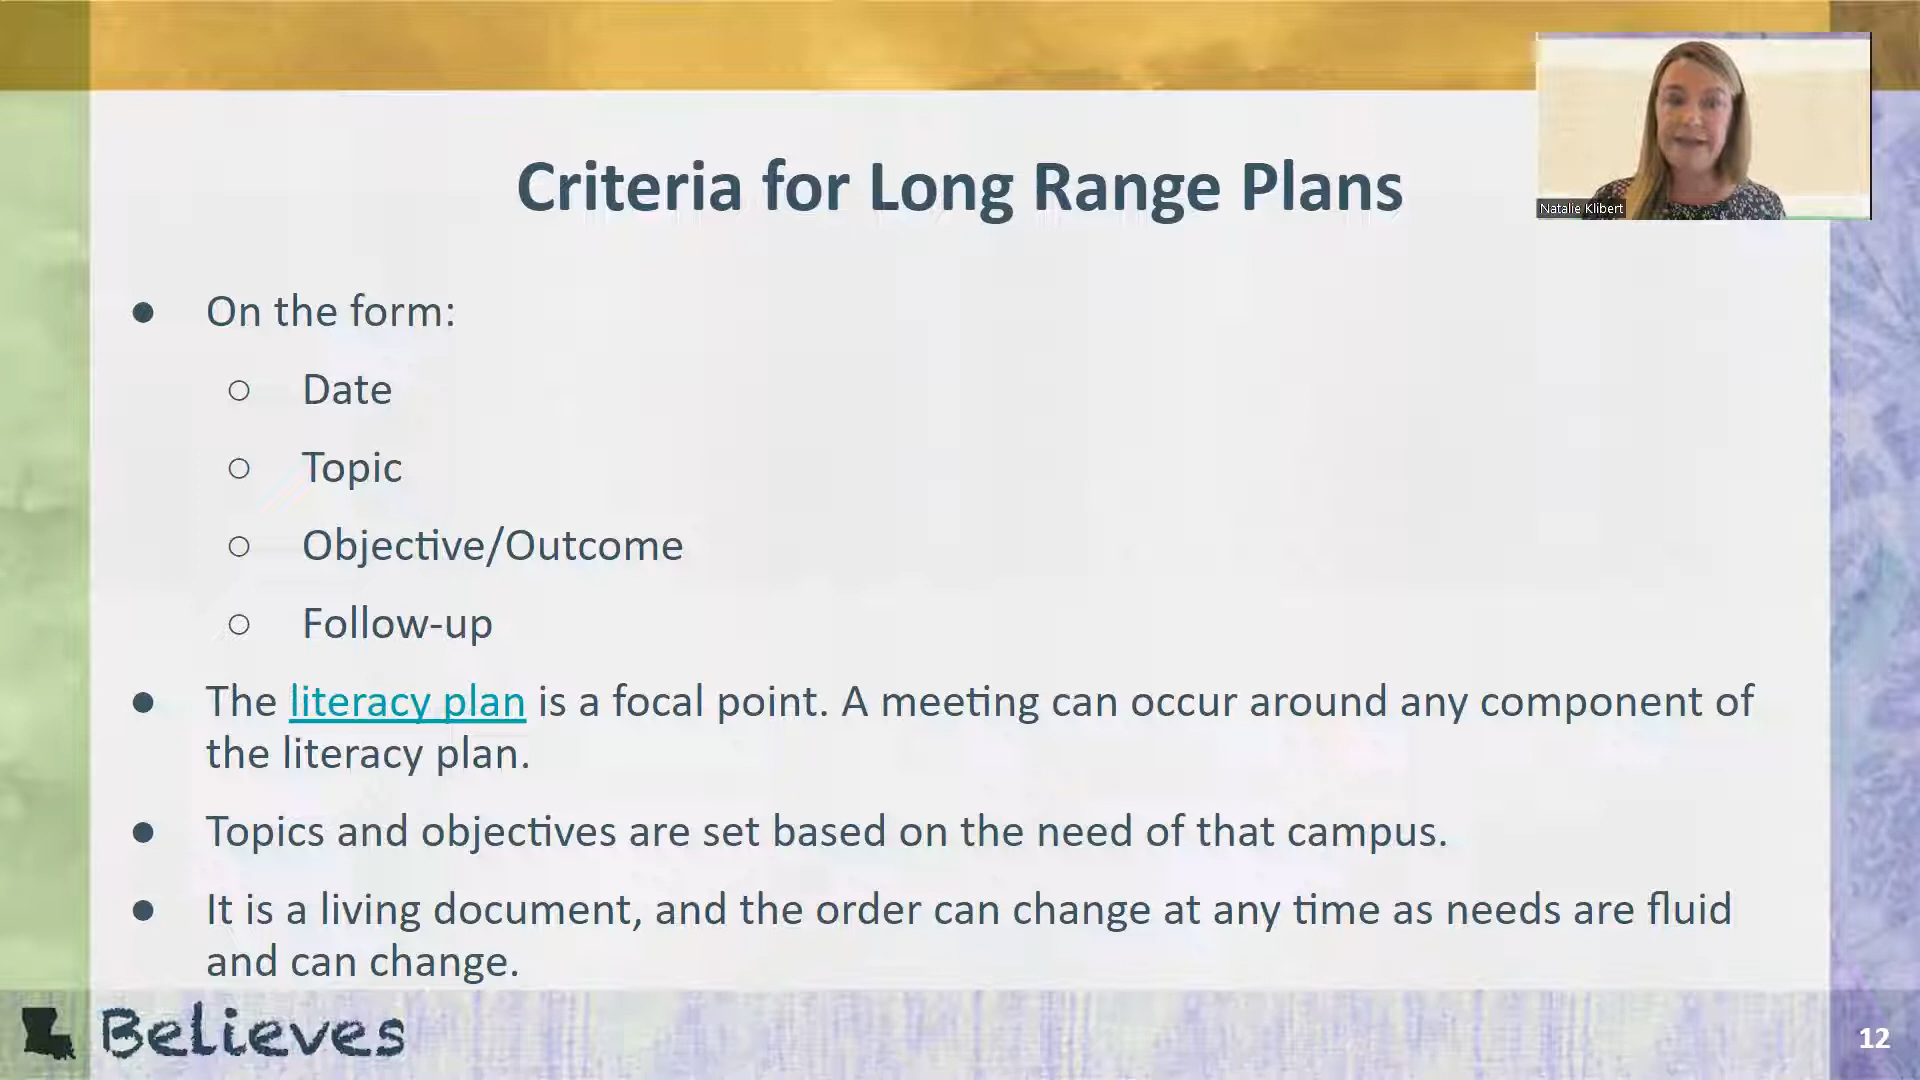 Criteria for Long Range Plans
Natalie Klibert
● On the form:
○ Date
○ Topic
○ Objective/Outcome
○ Follow-up
● The literacy plan is a focal point. A meeting can occur around any component of
the literacy plan.
● Topics and objectives are set based on the need of that campus.
● It is a living document, and the order can change at any time as needs are fluid
and can change.
Believes
12